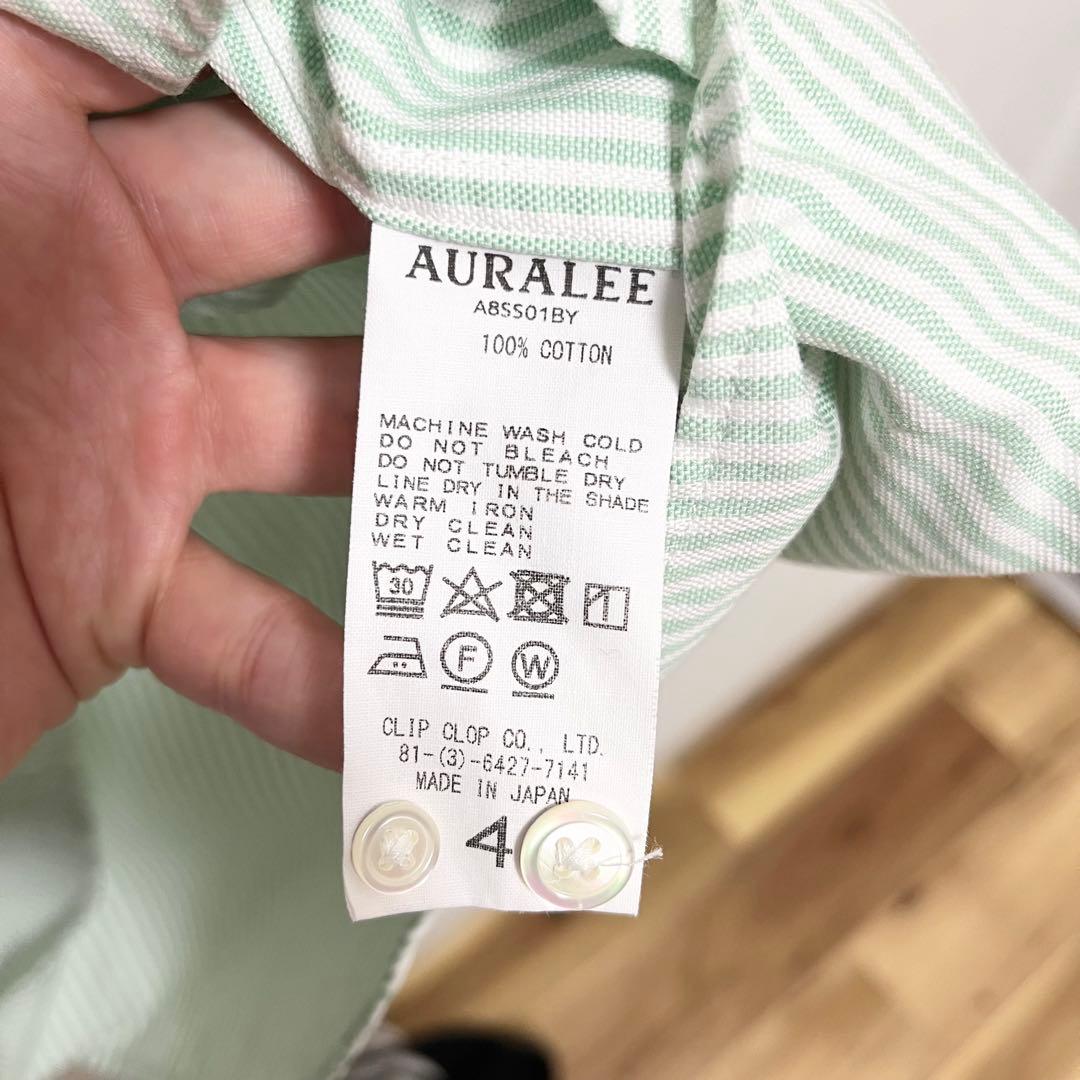 AURALEE
A8SS01BY
100% COTTON
MACHINE WASH COLD
DO NOT BLEACH
DO NOT TUMBLE DRY
LINE DRY IN THE SHADE
WARM IRON
DRY CLEAN
WET CLEAN
30
F W
CLIP CLOP CO., LTD.
81-(3)-6427-7141
MADE IN JAPAN
4